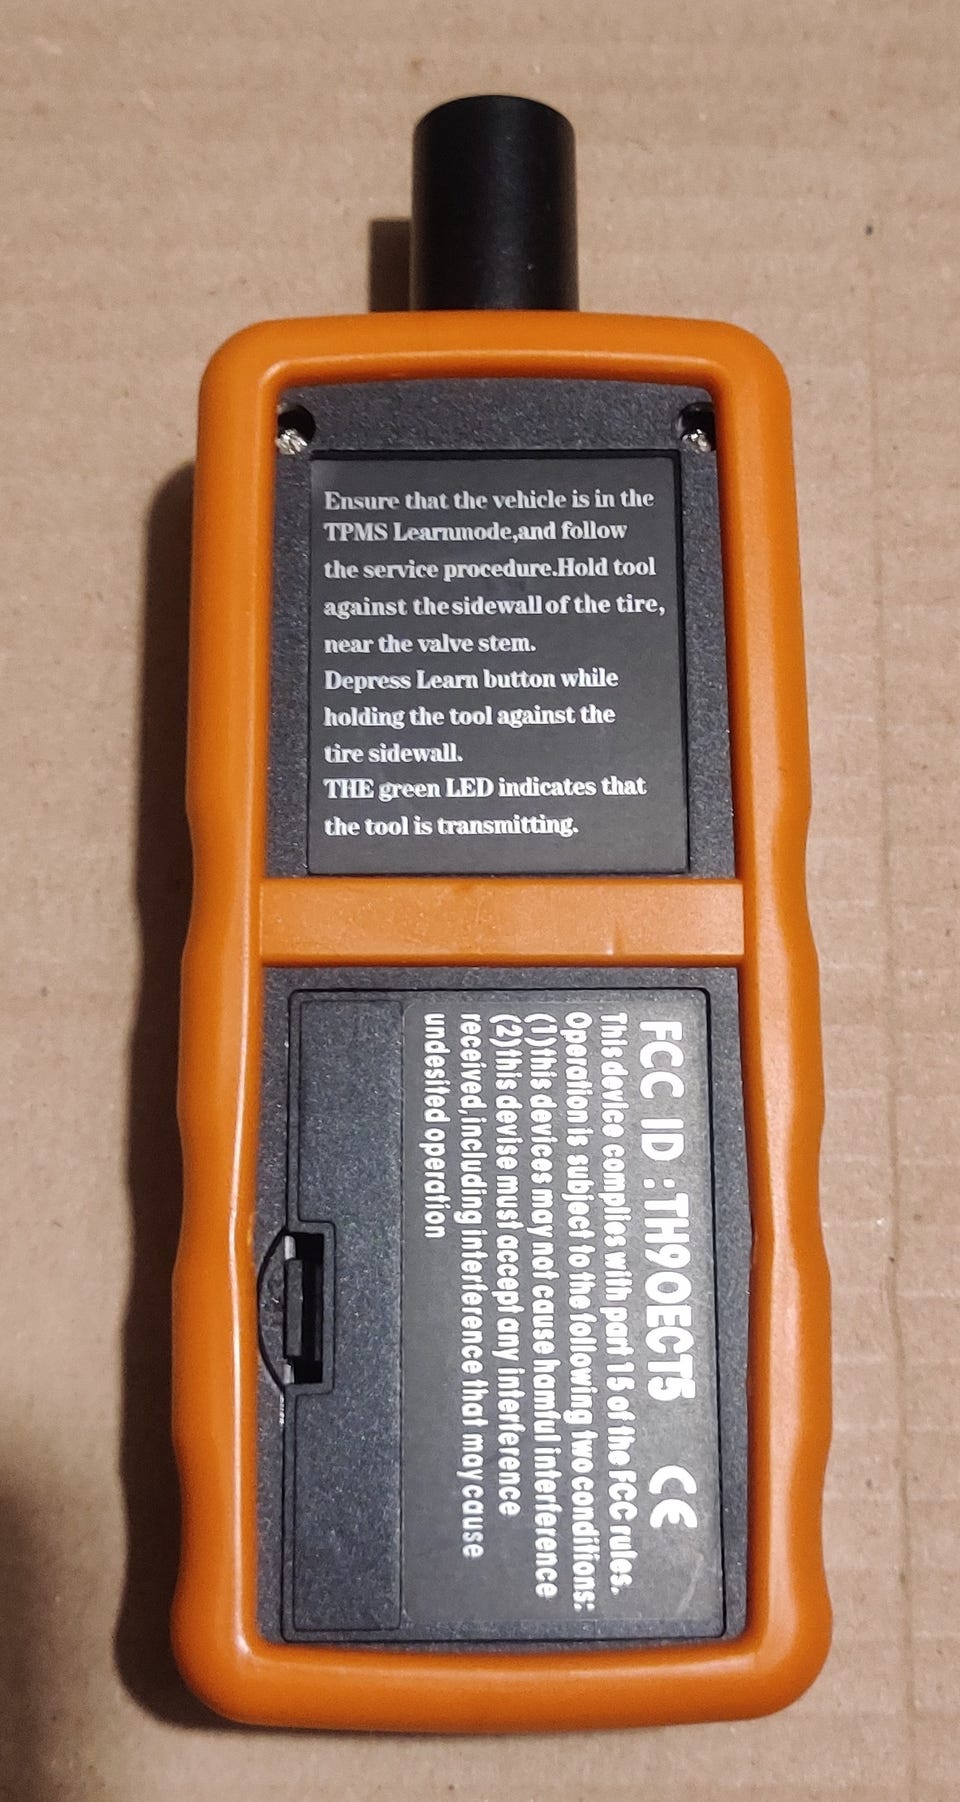 Ensure that the vehicle is in the
TPMS Learnmode,and follow
the service procedure.Hold tool
against the sidewall of the tire,
near the valve stem.
Depress Learn button while
holding the tool against the
tire sidewall.
THE green LED indicates that
the tool is transmitting.
FCC ID :TH9OECT5 CE
This device complies with part 15 of the FCC rules.
Operation is subject to the following two conditions:
(1)this devices may not cause hamful interference
(2)this devise must accept any interference
received,including interference that may cause
undesited operation